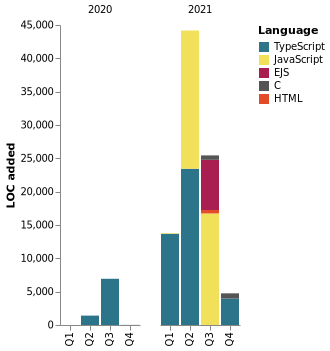 2020 2021
Language
TypeScript
JavaScript
EJS
C
HTML
LOC added
45,000
40,000
35,000
30,000
25,000
20,000
15,000
10,000
5,000
0
Q1 Q2 Q3 Q4 Q1 Q2 Q3 Q4